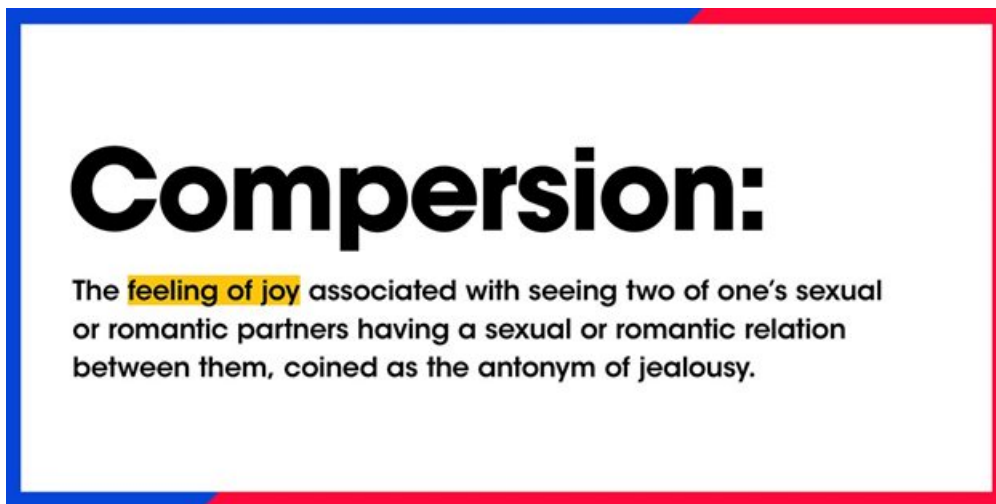 Compersion:
The feeling of joy associated with seeing two of one’s sexual
or romantic partners having a sexual or romantic relation
between them, coined as the antonym of jealousy.